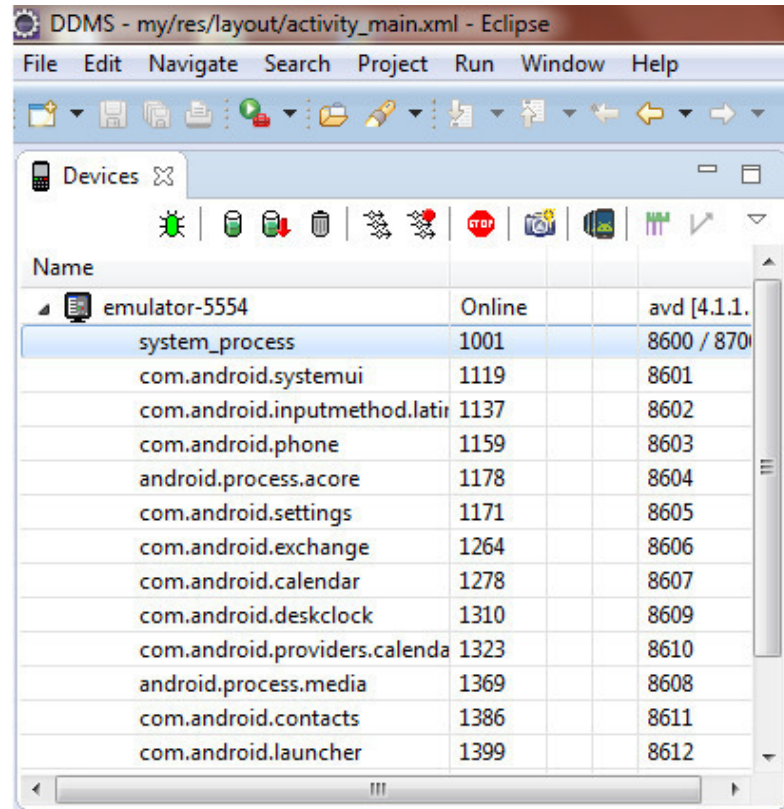 DDMS - my/res/layout/activity_main.xml - Eclipse
File Edit Navigate Search Project Run Window Help
Devices
STOP
Name
emulator-5554 Online avd [4.1.1.
system_process 1001 8600 / 870
com.android.systemui 1119 8601
com.android.inputmethod.latin 1137 8602
com.android.phone 1159 8603
android.process.acore 1178 8604
com.android.settings 1171 8605
com.android.exchange 1264 8606
com.android.calendar 1278 8607
com.android.deskclock 1310 8609
com.android.providers.calenda 1323 8610
android.process.media 1369 8608
com.android.contacts 1386 8611
com.android.launcher 1399 8612